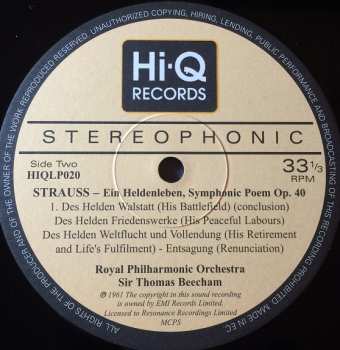 ALL RIGHTS OF THE PRODUCER AND OF THE OWNER OF THE WORK REPRODUCED RESERVED. UNAUTHORIZED COPYING, HIRING, LENDING, PUBLIC PERFORMANCE AND BROADCASTING OF THIS RECORDING PROHIBITED. MADE IN EC
Hi·Q
RECORDS
STEREOPHONIC
Side Two
HIQLP020
33 1/3
RPM
STRAUSS – Ein Heldenleben, Symphonic Poem Op. 40
1. Des Helden Walstatt (His Battlefield) (conclusion)
Des Helden Friedenswerke (His Peaceful Labours)
Des Helden Weltflucht und Vollendung (His Retirement
and Life's Fulfilment) - Entsagung (Renunciation)
Royal Philharmonic Orchestra
Sir Thomas Beecham
℗ 1961 The copyright in this sound recording
is owned by EMI Records Limited.
Licensed to Resonance Recordings Limited
MCPS